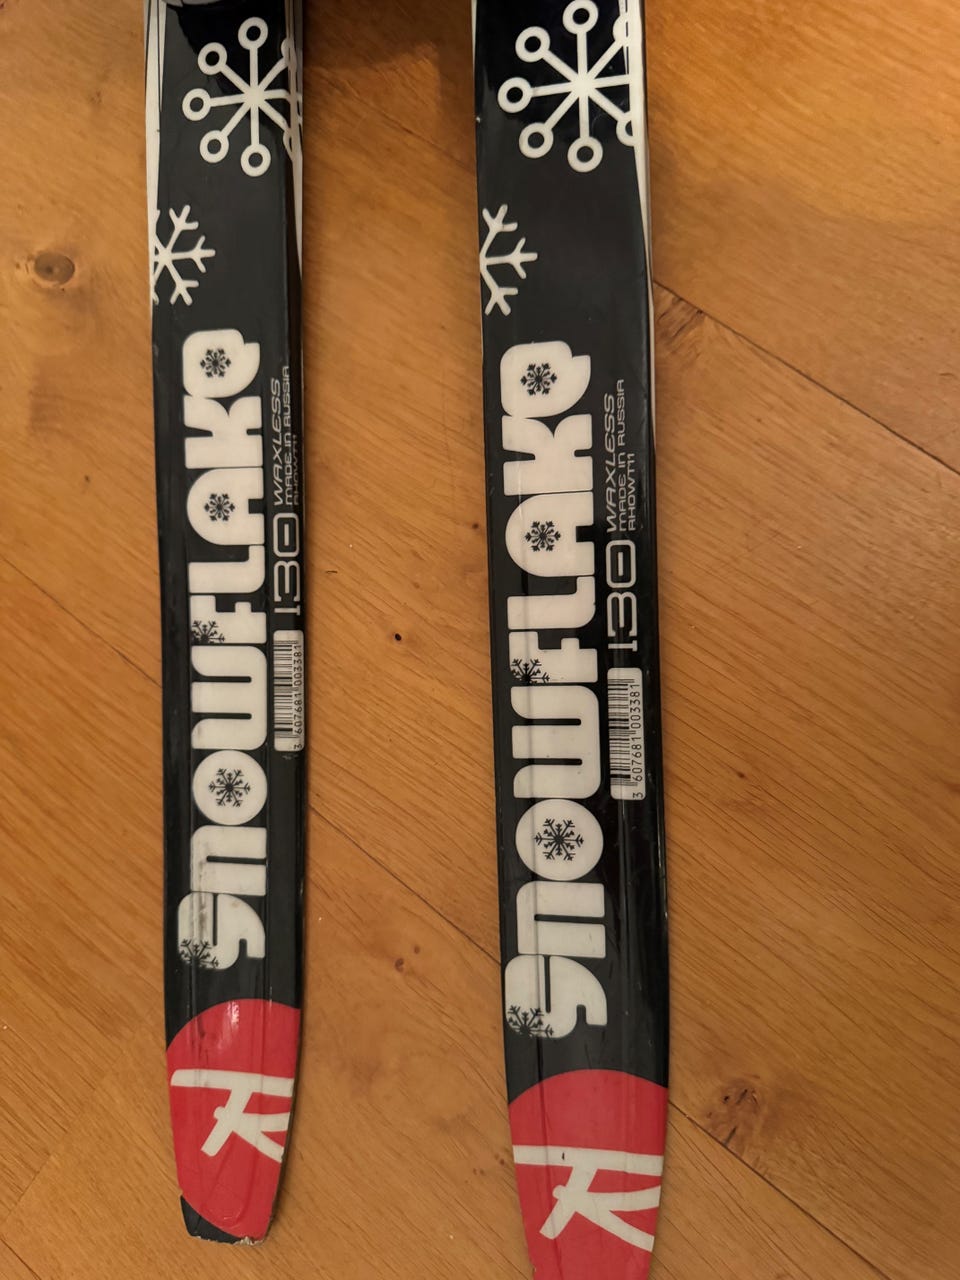 SNOWFLAKE
130
WAXLESS
MADE IN RUSSIA
RHOWT11
3 607681 003381
R
SNOWFLAKE
130
WAXLESS
MADE IN RUSSIA
RHOWT11
3 607681 003381
R